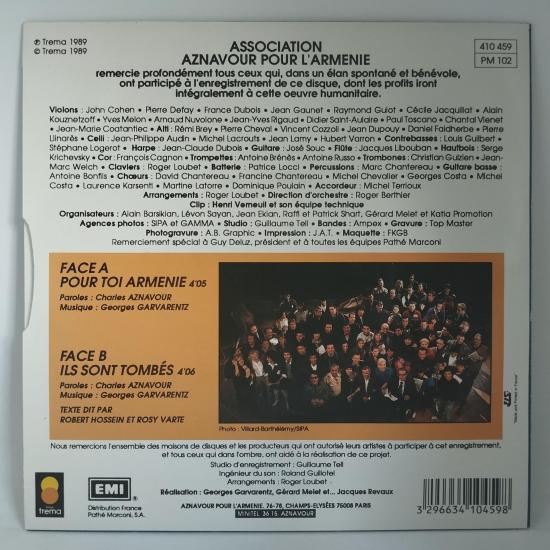 ℗ Trema 1989
© Trema 1989
410 459
PM 102
ASSOCIATION
AZNAVOUR POUR L'ARMENIE
remercie profondément tous ceux qui, dans un élan spontané et bénévole,
ont participé à l'enregistrement de ce disque, dont les profits iront
intégralement à cette oeuvre humanitaire.
Violons : John Cohen • Pierre Defay • France Dubois • Jean Gaunet • Raymond Guiot • Cécile Jacquillat • Alain
Kouznetzoff • Yves Melon • Arnaud Nuvolone • Jean-Yves Rigaud • Didier Saint-Aulaire • Paul Toscano • Chantal Vienet
• Jean-Marie Costantiec • Alti : Rémi Brey • Pierre Cheval • Vincent Cozzoli • Jean Dupouy • Daniel Faidherbe • Pierre
Llinarès • Celli : Jean-Philippe Audin • Michel Lacrouts • Jean Lamy • Hubert Varron • Contrebasses : Louis Guilbert •
Stéphane Logerot • Harpe : Jean-Claude Dubois • Guitare : José Souc • Flûte : Jacques Libouban • Hautbois : Serge
Krichevsky • Cor : François Cagnon • Trompettes : Antoine Brénès • Antoine Russo • Trombones : Christian Guizien • Jean-
Marc Welch • Claviers : Roger Loubet • Batterie : Patrice Locci • Percussions : Marc Chantereau • Guitare basse :
Antoine Bonfils • Chœurs : David Chantereau • Francine Chantereau • Michel Chevalier • Georges Costa • Michel
Costa • Laurence Karsenti • Martine Latorre • Dominique Poulain • Accordeur : Michel Terrioux
Arrangements : Roger Loubet • Direction d'orchestre : Roger Berthier
Clip : Henri Verneuil et son équipe technique
Organisateurs : Alain Barsikian, Lévon Sayan, Jean Ekian, Raffi et Patrick Shart, Gérard Melet et Katia Promotion
Agences photos : SIPA et GAMMA • Studio : Guillaume Tell • Bandes : Ampex • Gravure : Top Master
Photogravure : A.B. Graphic • Impression : J.A.T. • Maquette : FKGB
Remerciement spécial à Guy Deluz, président et à toutes les équipes Pathé Marconi
FACE A
POUR TOI ARMENIE 4'05
Paroles : Charles AZNAVOUR
Musique : Georges GARVARENTZ
FACE B
ILS SONT TOMBÉS 4'06
Paroles : Charles AZNAVOUR
Musique : Georges GARVARENTZ
TEXTE DIT PAR
ROBERT HOSSEIN ET ROSY VARTE
Photo : Villard-Barthélémy/SIPA
Nous remercions l'ensemble des maisons de disques et les producteurs qui ont autorisé leurs artistes à participer à cet enregistrement,
et tous ceux qui dans l'ombre, ont aidé à la réalisation de ce projet.
Studio d'enregistrement : Guillaume Tell
Ingénieur du son : Roland Guillotel
Arrangements : Roger Loubet
Réalisation : Georges Garvarentz, Gérard Melet et... Jacques Revaux
trema
EMI
Distribution France
Pathé Marconi, S.A.
AZNAVOUR POUR L'ARMENIE, 76-78, CHAMPS-ELYSÉES 75008 PARIS
MINITEL 36.15. AZNAVOUR
3 296634 104598